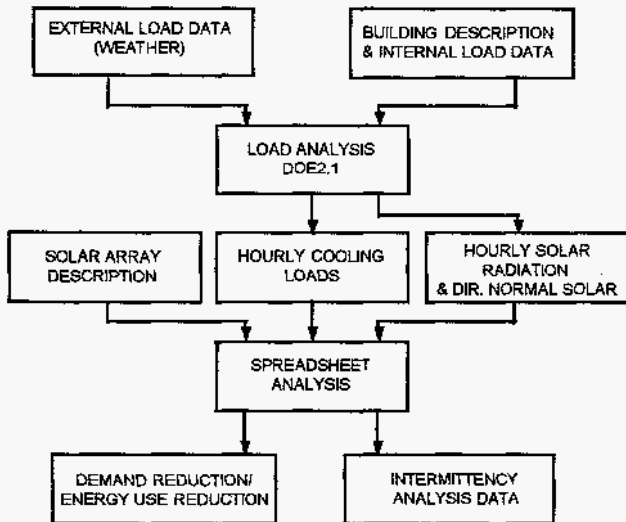 EXTERNAL LOAD DATA
(WEATHER)
BUILDING DESCRIPTION
& INTERNAL LOAD DATA
LOAD ANALYSIS
DOE2.1
SOLAR ARRAY
DESCRIPTION
HOURLY COOLING
LOADS
HOURLY SOLAR
RADIATION
& DIR. NORMAL SOLAR
SPREADSHEET
ANALYSIS
DEMAND REDUCTION/
ENERGY USE REDUCTION
INTERMITTENCY
ANALYSIS DATA